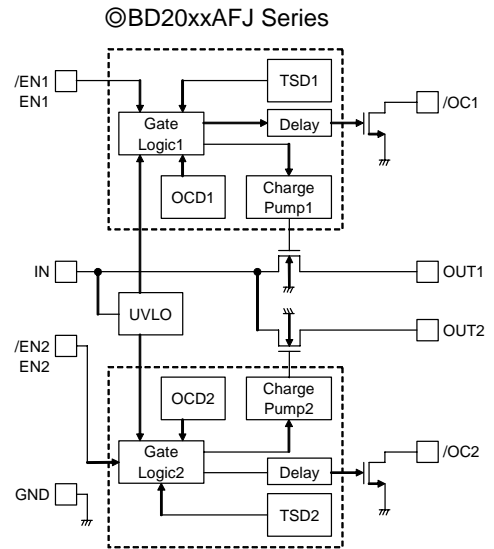 ◎BD20xxAFJ Series
/EN1
EN1
TSD1
/OC1
Gate
Logic1
Delay
OCD1
Charge
Pump1
IN
OUT1
UVLO
OUT2
/EN2
EN2
OCD2
Charge
Pump2
Gate
Logic2
/OC2
Delay
GND
TSD2